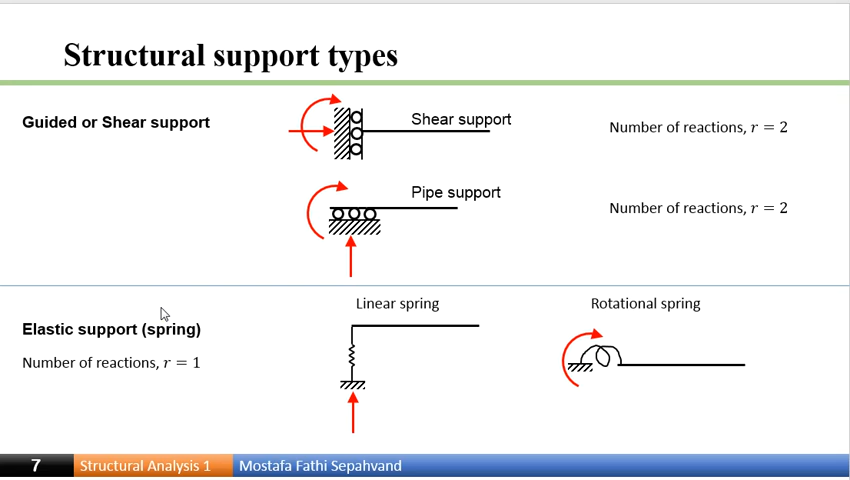 Structural support types
Guided or Shear support
Shear support
Number of reactions, r = 2
Pipe support
Number of reactions, r = 2
Linear spring
Rotational spring
Elastic support (spring)
Number of reactions, r = 1
7
Structural Analysis 1
Mostafa Fathi Sepahvand